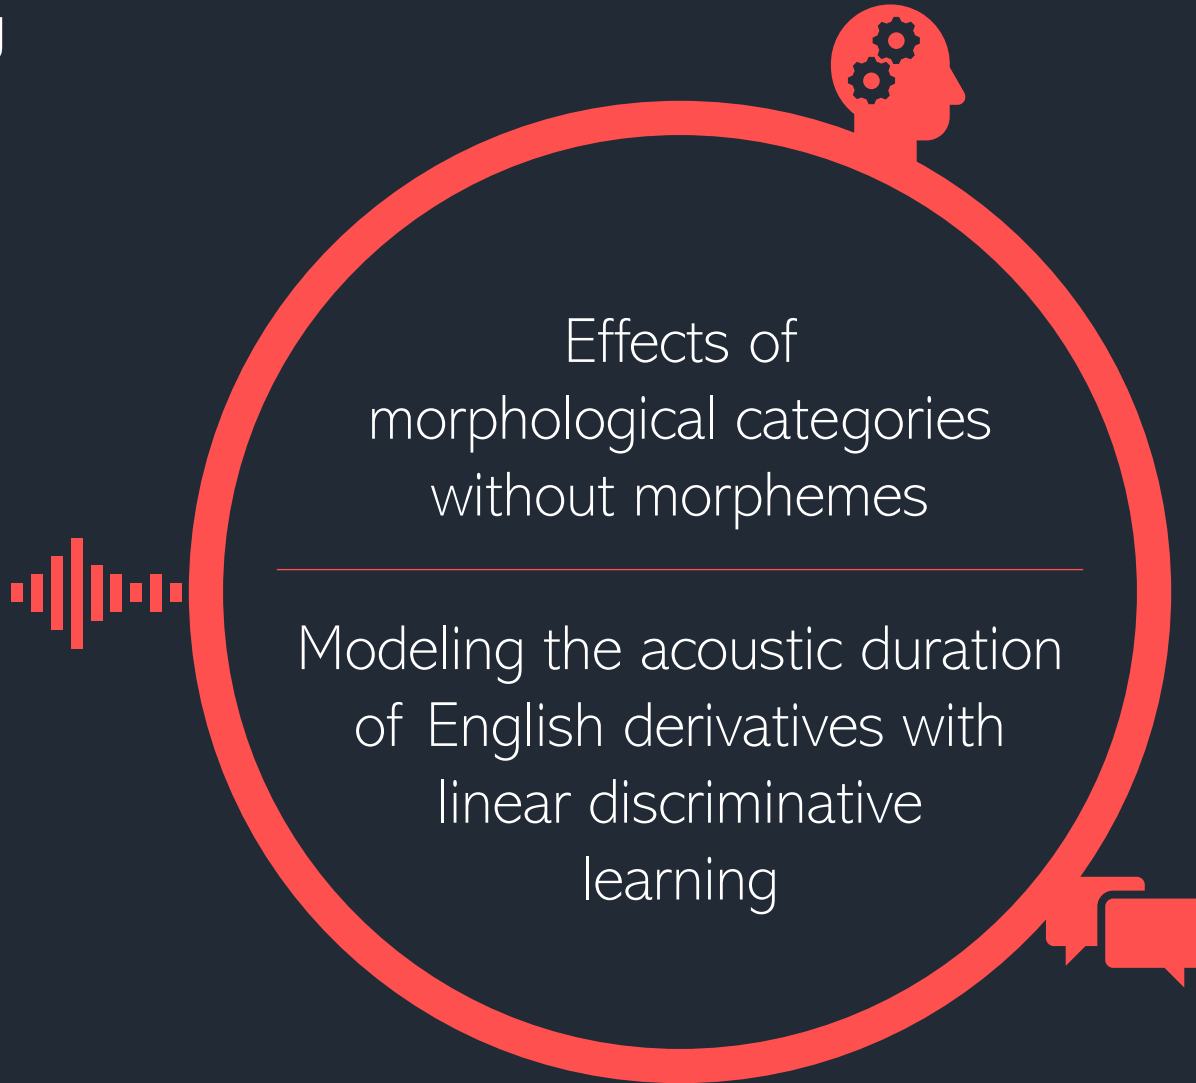 Effects of
morphological categories
without morphemes
Modeling the acoustic duration
of English derivatives with
linear discriminative
learning